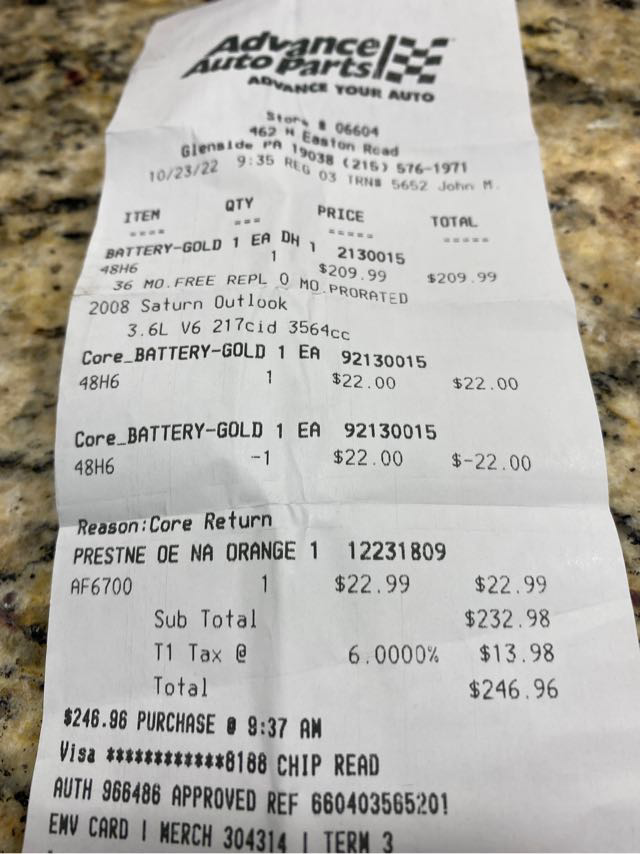 Advance
Auto Parts
ADVANCE YOUR AUTO
Store # 06604
462 N Easton Road
Glenside PA 19038 (215) 576-1971
10/23/22 9:35 REG 03 TRN# 5652 John M.
ITEM QTY PRICE TOTAL
==== === ===== =====
BATTERY-GOLD 1 EA DH 1 2130015
48H6 1 $209.99 $209.99
36 MO.FREE REPL 0 MO.PRORATED
2008 Saturn Outlook
3.6L V6 217cid 3564cc
Core_BATTERY-GOLD 1 EA 92130015
48H6 1 $22.00 $22.00
Core_BATTERY-GOLD 1 EA 92130015
48H6 -1 $22.00 $-22.00
Reason:Core Return
PRESTNE OE NA ORANGE 1 12231809
AF6700 1 $22.99 $22.99
Sub Total $232.98
T1 Tax @ 6.0000% $13.98
Total $246.96
$246.96 PURCHASE @ 9:37 AM
Visa ************8188 CHIP READ
AUTH 966486 APPROVED REF 660403565201
EMV CARD | MERCH 304314 | TERM 3